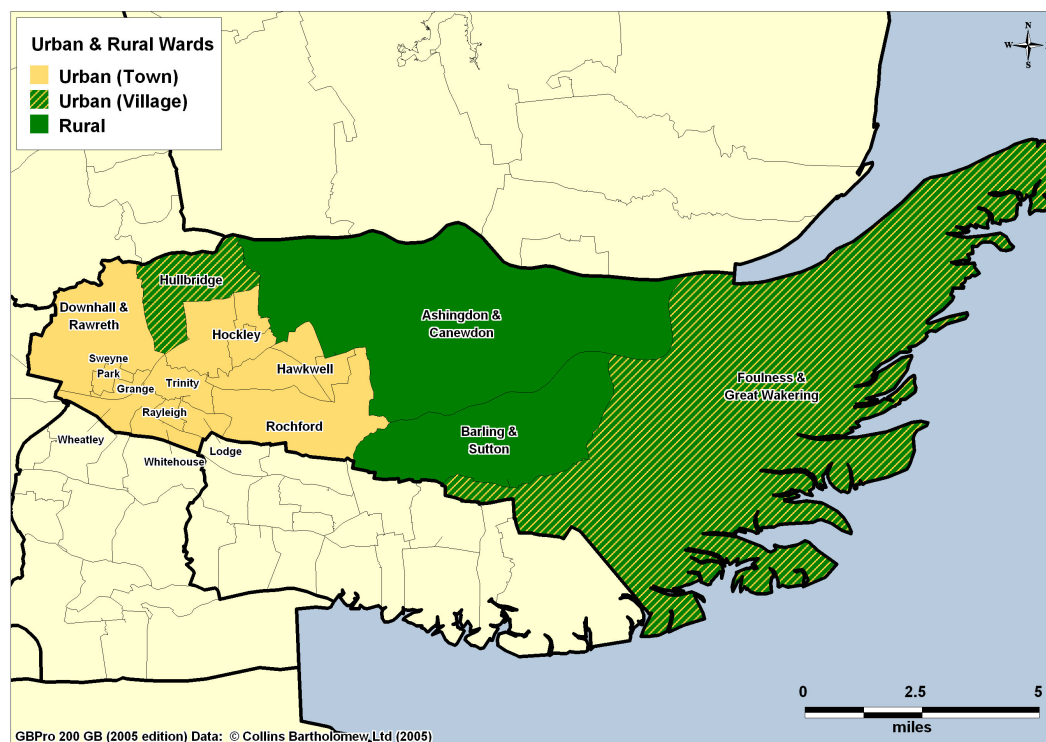 Urban & Rural Wards
Urban (Town)
Urban (Village)
Rural
N
W
S
Hullbridge
Downhall &
Rawreth
Ashingdon &
Canewdon
Hockley
Sweyne
Park
Grange
Trinity
Hawkwell
Foulness &
Great Wakering
Rayleigh
Rochford
Barling &
Sutton
Wheatley
Lodge
Whitehouse
0
2.5
5
miles
GBPro 200 GB (2005 edition) Data: © Collins Bartholomew Ltd (2005)